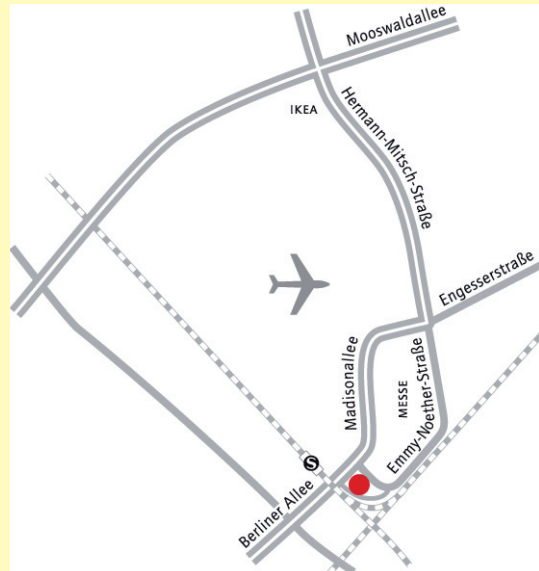 Mooswaldallee
IKEA
Hermann-Mitsch-Straße
Engesserstraße
Madisonallee
MESSE
Emmy-Noether-Straße
S
Berliner Allee